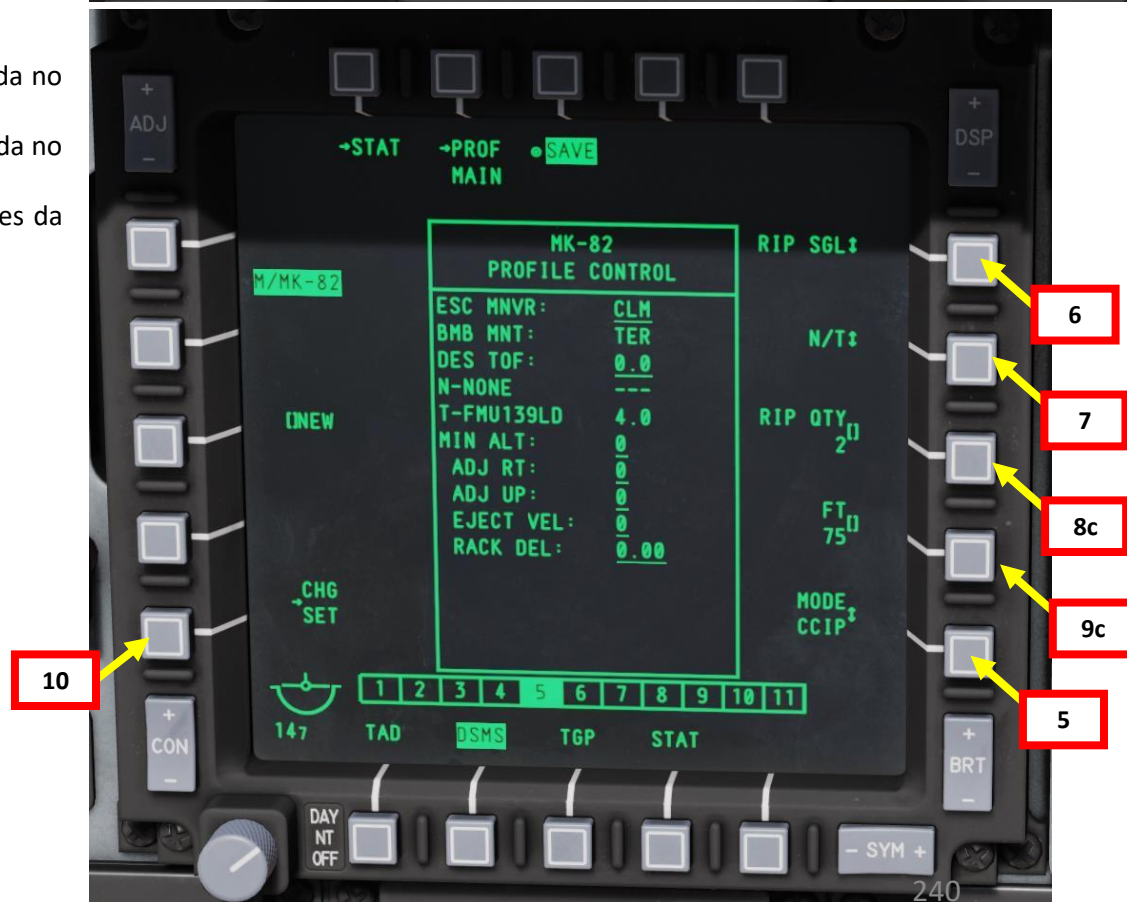 da no
da no
es da
+
ADJ
-
+
DSP
-
→STAT →PROF MAIN SAVE
MK-82
PROFILE CONTROL
M/MK-82
RIP SGL↕
ESC MNVR: CLM
BMB MNT: TER
N/T↕
DES TOF: 0.0
N-NONE ---
T-FMU139LD 4.0
[]NEW
RIP QTY[]
2
MIN ALT: 0
ADJ RT: 0
ADJ UP: 0
EJECT VEL: 0
FT[]
75
RACK DEL: 0.00
→CHG
SET
MODE↕
CCIP
6
7
8c
9c
5
10
1 2 3 4 5 6 7 8 9 10 11
147 TAD DSMS TGP STAT
+
CON
-
+
BRT
-
DAY
NT
OFF
- SYM +
240